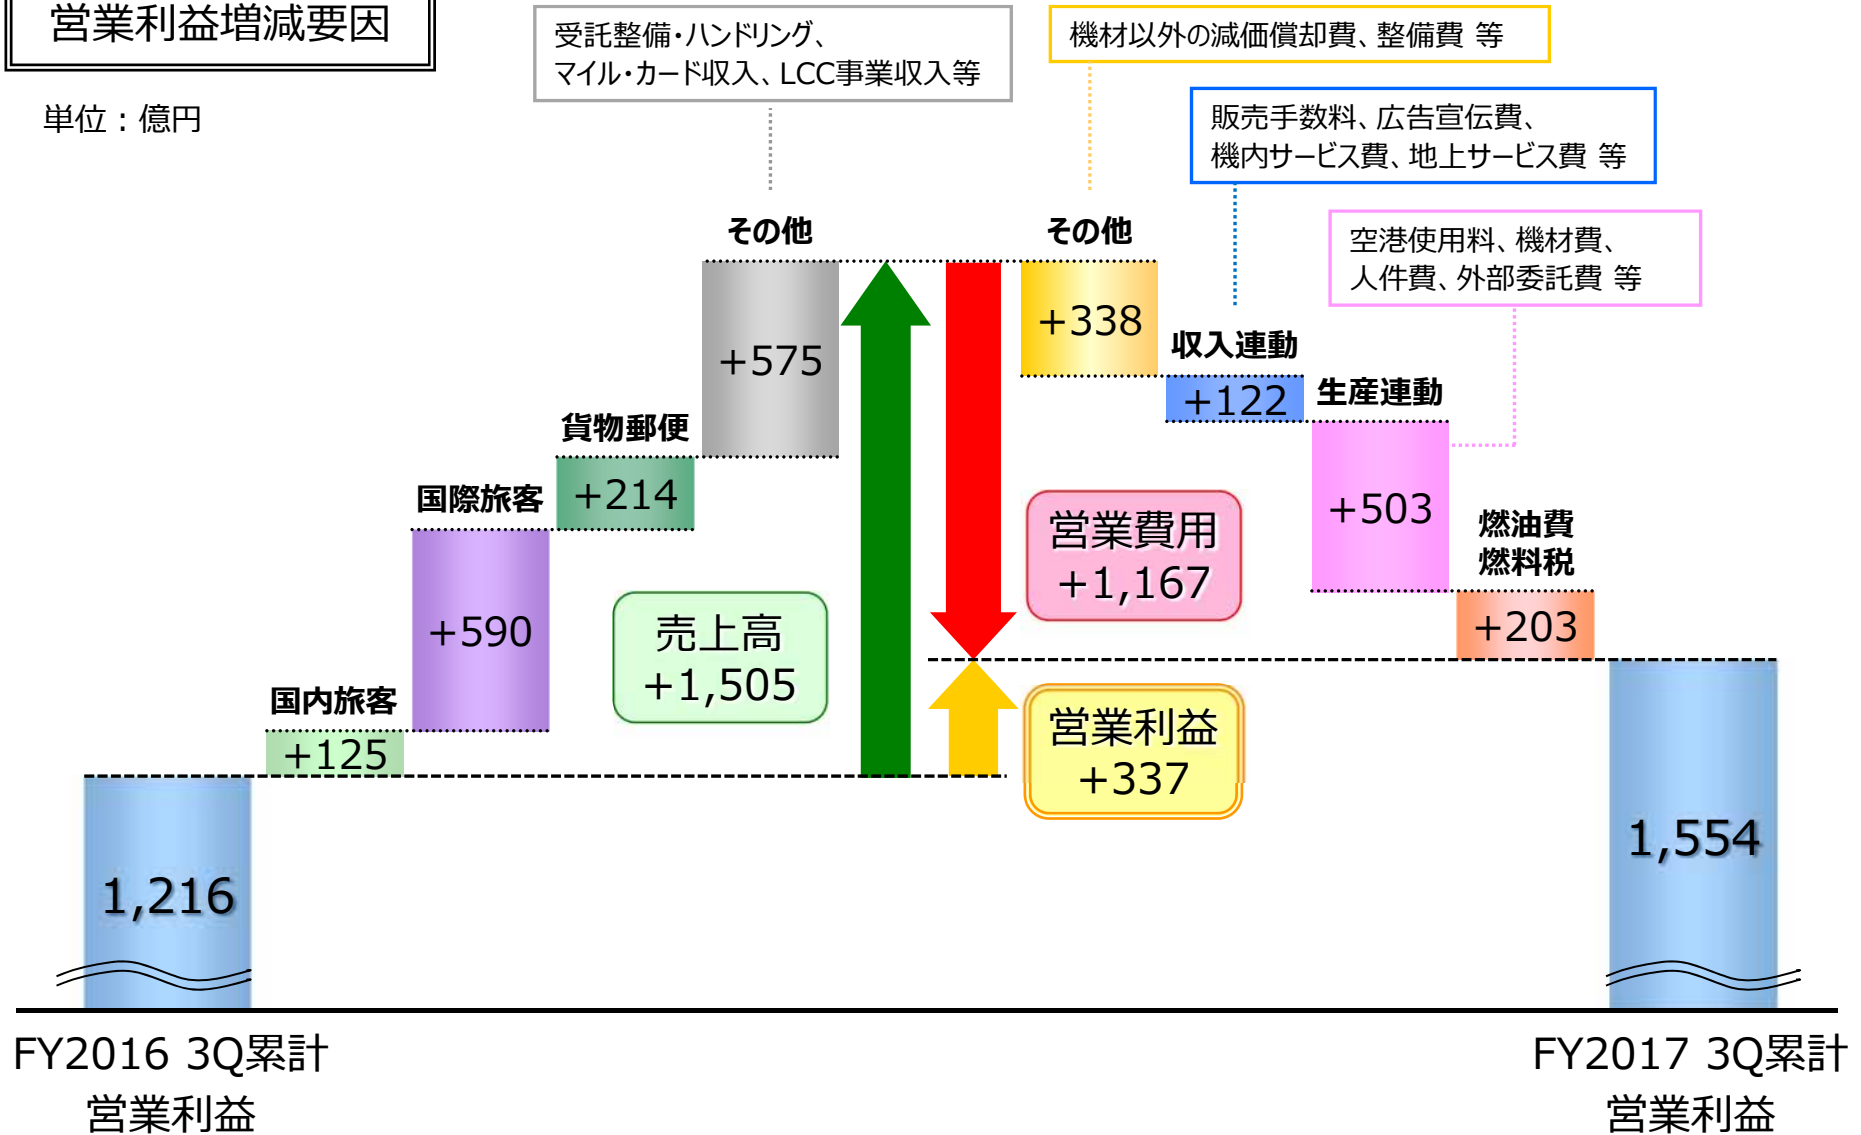 営業利益増減要因
単位：億円
受託整備・ハンドリング、
マイル・カード収入、LCC事業収入等
機材以外の減価償却費、整備費 等
販売手数料、広告宣伝費、
機内サービス費、地上サービス費 等
空港使用料、機材費、
人件費、外部委託費 等
その他
+575
その他
+338
収入連動
+122
生産連動
+503
燃油費
燃料税
+203
貨物郵便
+214
国際旅客
+590
国内旅客
+125
売上高
+1,505
営業費用
+1,167
営業利益
+337
1,216
1,554
FY2016 3Q累計
営業利益
FY2017 3Q累計
営業利益